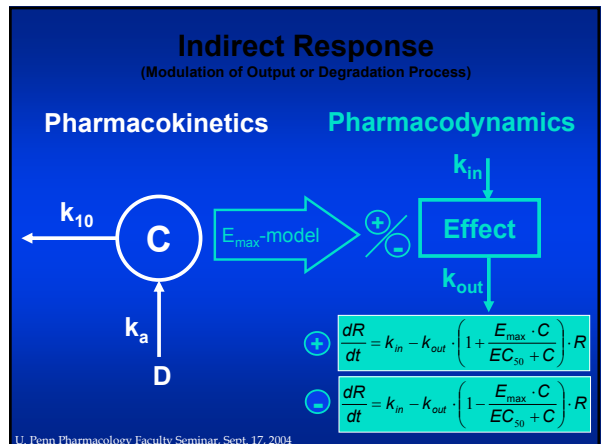 Indirect Response
(Modulation of Output or Degradation Process)
Pharmacokinetics
Pharmacodynamics
k10
C
ka
D
Emax-model
+ / -
kin
Effect
kout
+ dR/dt = kin − kout · (1 + Emax · C / EC50 + C) · R
- dR/dt = kin − kout · (1 − Emax · C / EC50 + C) · R
U. Penn Pharmacology Faculty Seminar, Sept. 17, 2004